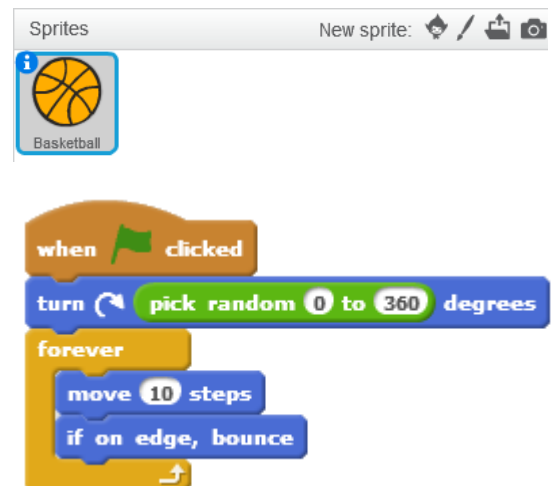 Sprites New sprite:
i
Basketball
when clicked
turn pick random 0 to 360 degrees
forever
move 10 steps
if on edge, bounce